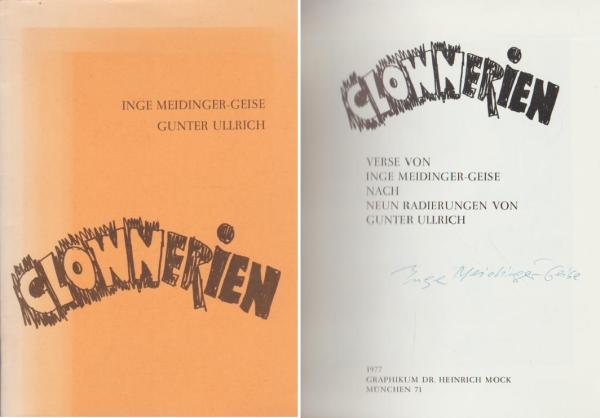 INGE MEIDINGER-GEISE
GUNTER ULLRICH
CLOWNERIEN
CLOWNERIEN
VERSE VON
INGE MEIDINGER-GEISE
NACH
NEUN RADIERUNGEN VON
GUNTER ULLRICH
Inge Meidinger-Geise
1977
GRAPHIKUM DR. HEINRICH MOCK
MÜNCHEN 71